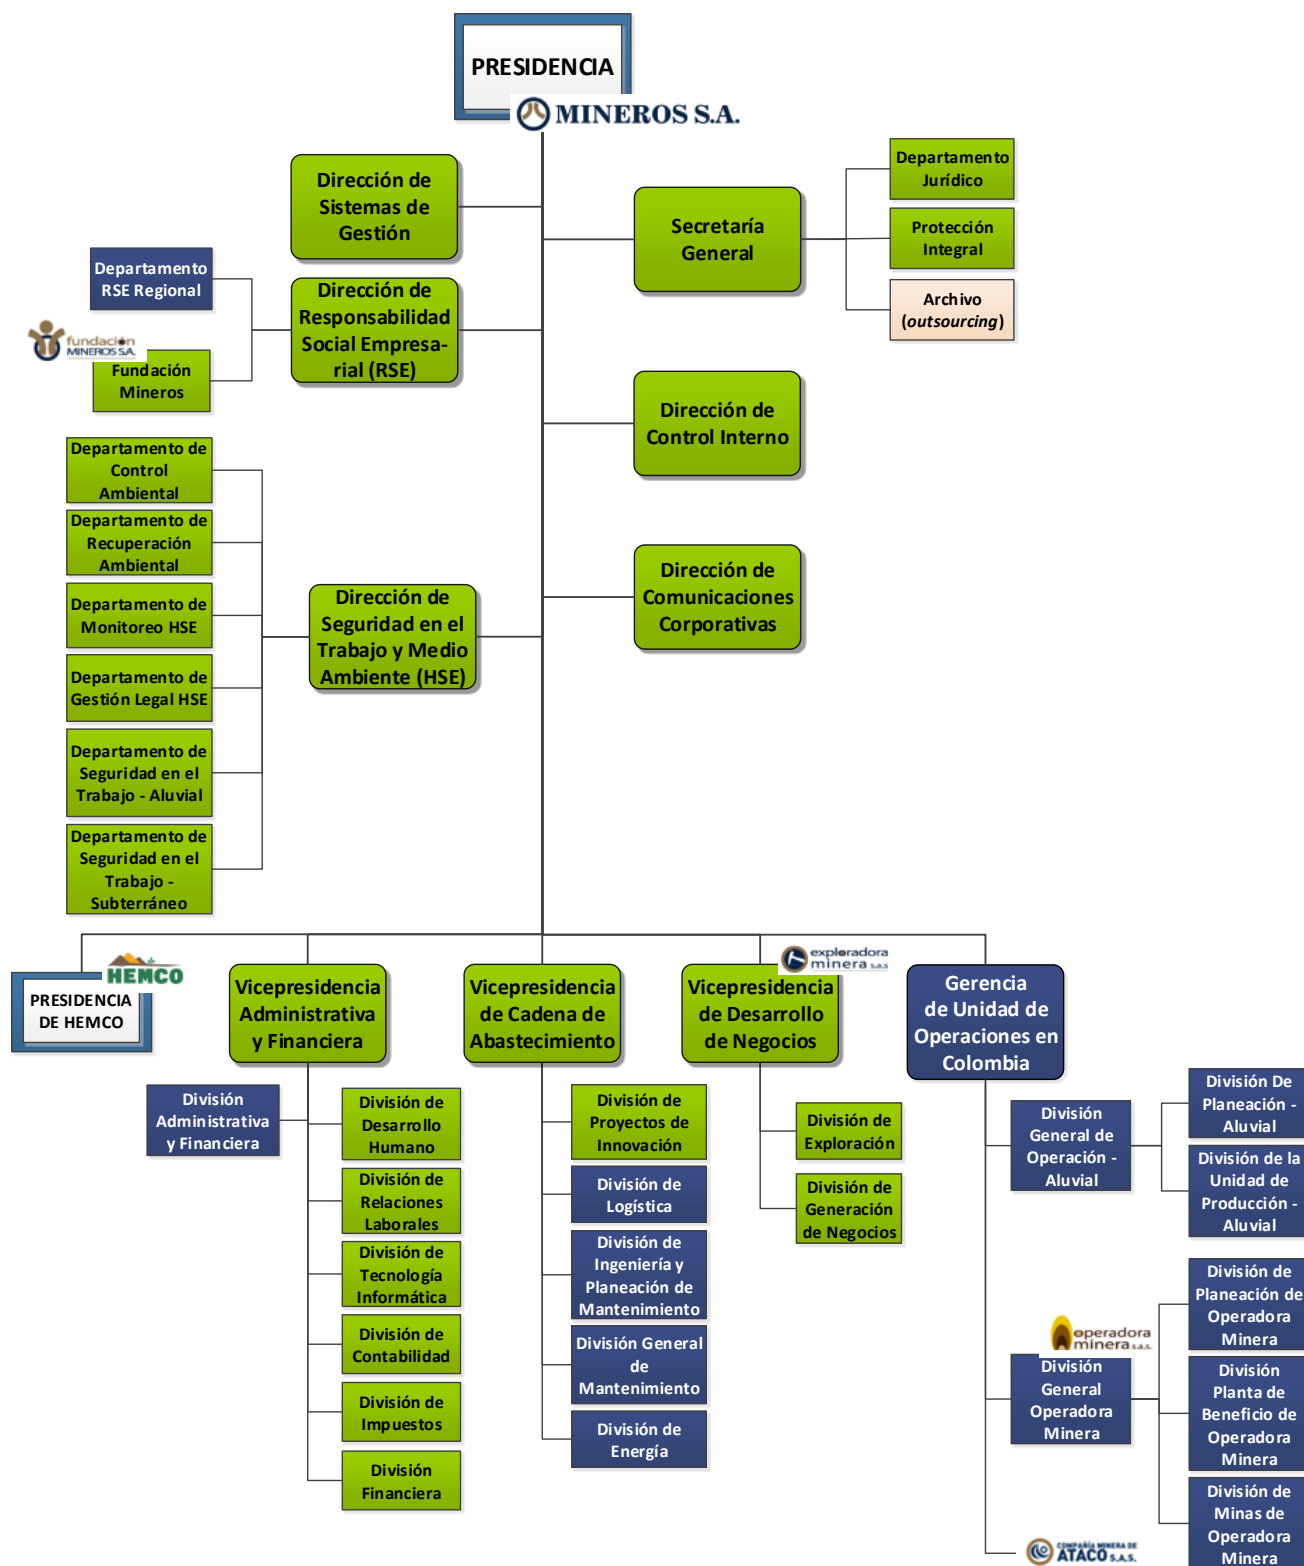 PRESIDENCIA
MINEROS S.A.
Dirección de
Sistemas de
Gestión
Secretaría
General
Departamento
Jurídico
Protección
Integral
Archivo
(outsourcing)
Departamento
RSE Regional
fundación
MINEROS S.A.
Fundación
Mineros
Dirección de
Responsabilidad
Social Empresa-
rial (RSE)
Dirección de
Control Interno
Dirección de
Comunicaciones
Corporativas
Departamento de
Control
Ambiental
Departamento de
Recuperación
Ambiental
Departamento de
Monitoreo HSE
Departamento de
Gestión Legal HSE
Departamento de
Seguridad en el
Trabajo - Aluvial
Departamento de
Seguridad en el
Trabajo -
Subterráneo
Dirección de
Seguridad en el
Trabajo y Medio
Ambiente (HSE)
HEMCO
PRESIDENCIA
DE HEMCO
Vicepresidencia
Administrativa
y Financiera
Vicepresidencia
de Cadena de
Abastecimiento
exploradora
minera s.a.s
Vicepresidencia
de Desarrollo
de Negocios
Gerencia
de Unidad de
Operaciones en
Colombia
División
Administrativa
y Financiera
División de
Desarrollo
Humano
División de
Relaciones
Laborales
División de
Tecnología
Informática
División de
Contabilidad
División de
Impuestos
División
Financiera
División de
Proyectos de
Innovación
División de
Logística
División de
Ingeniería y
Planeación de
Mantenimiento
División General
de
Mantenimiento
División de
Energía
División de
Exploración
División de
Generación
de Negocios
División
General de
Operación -
Aluvial
División De
Planeación -
Aluvial
División de la
Unidad de
Producción -
Aluvial
operadora
minera s.a.s.
División
General
Operadora
Minera
División de
Planeación de
Operadora
Minera
División
Planta de
Beneficio de
Operadora
Minera
División de
Minas de
Operadora
Minera
COMPAÑÍA MINERA DE
ATACO S.A.S.